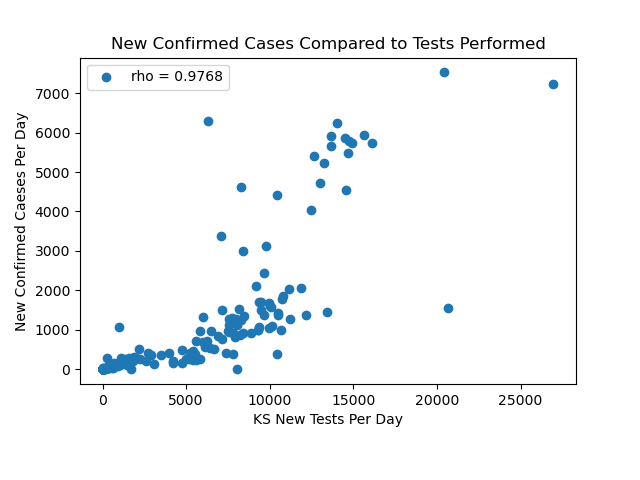 New Confirmed Cases Compared to Tests Performed
rho = 0.9768
New Confirmed Caeses Per Day
7000
6000
5000
4000
3000
2000
1000
0
0 5000 10000 15000 20000 25000
KS New Tests Per Day